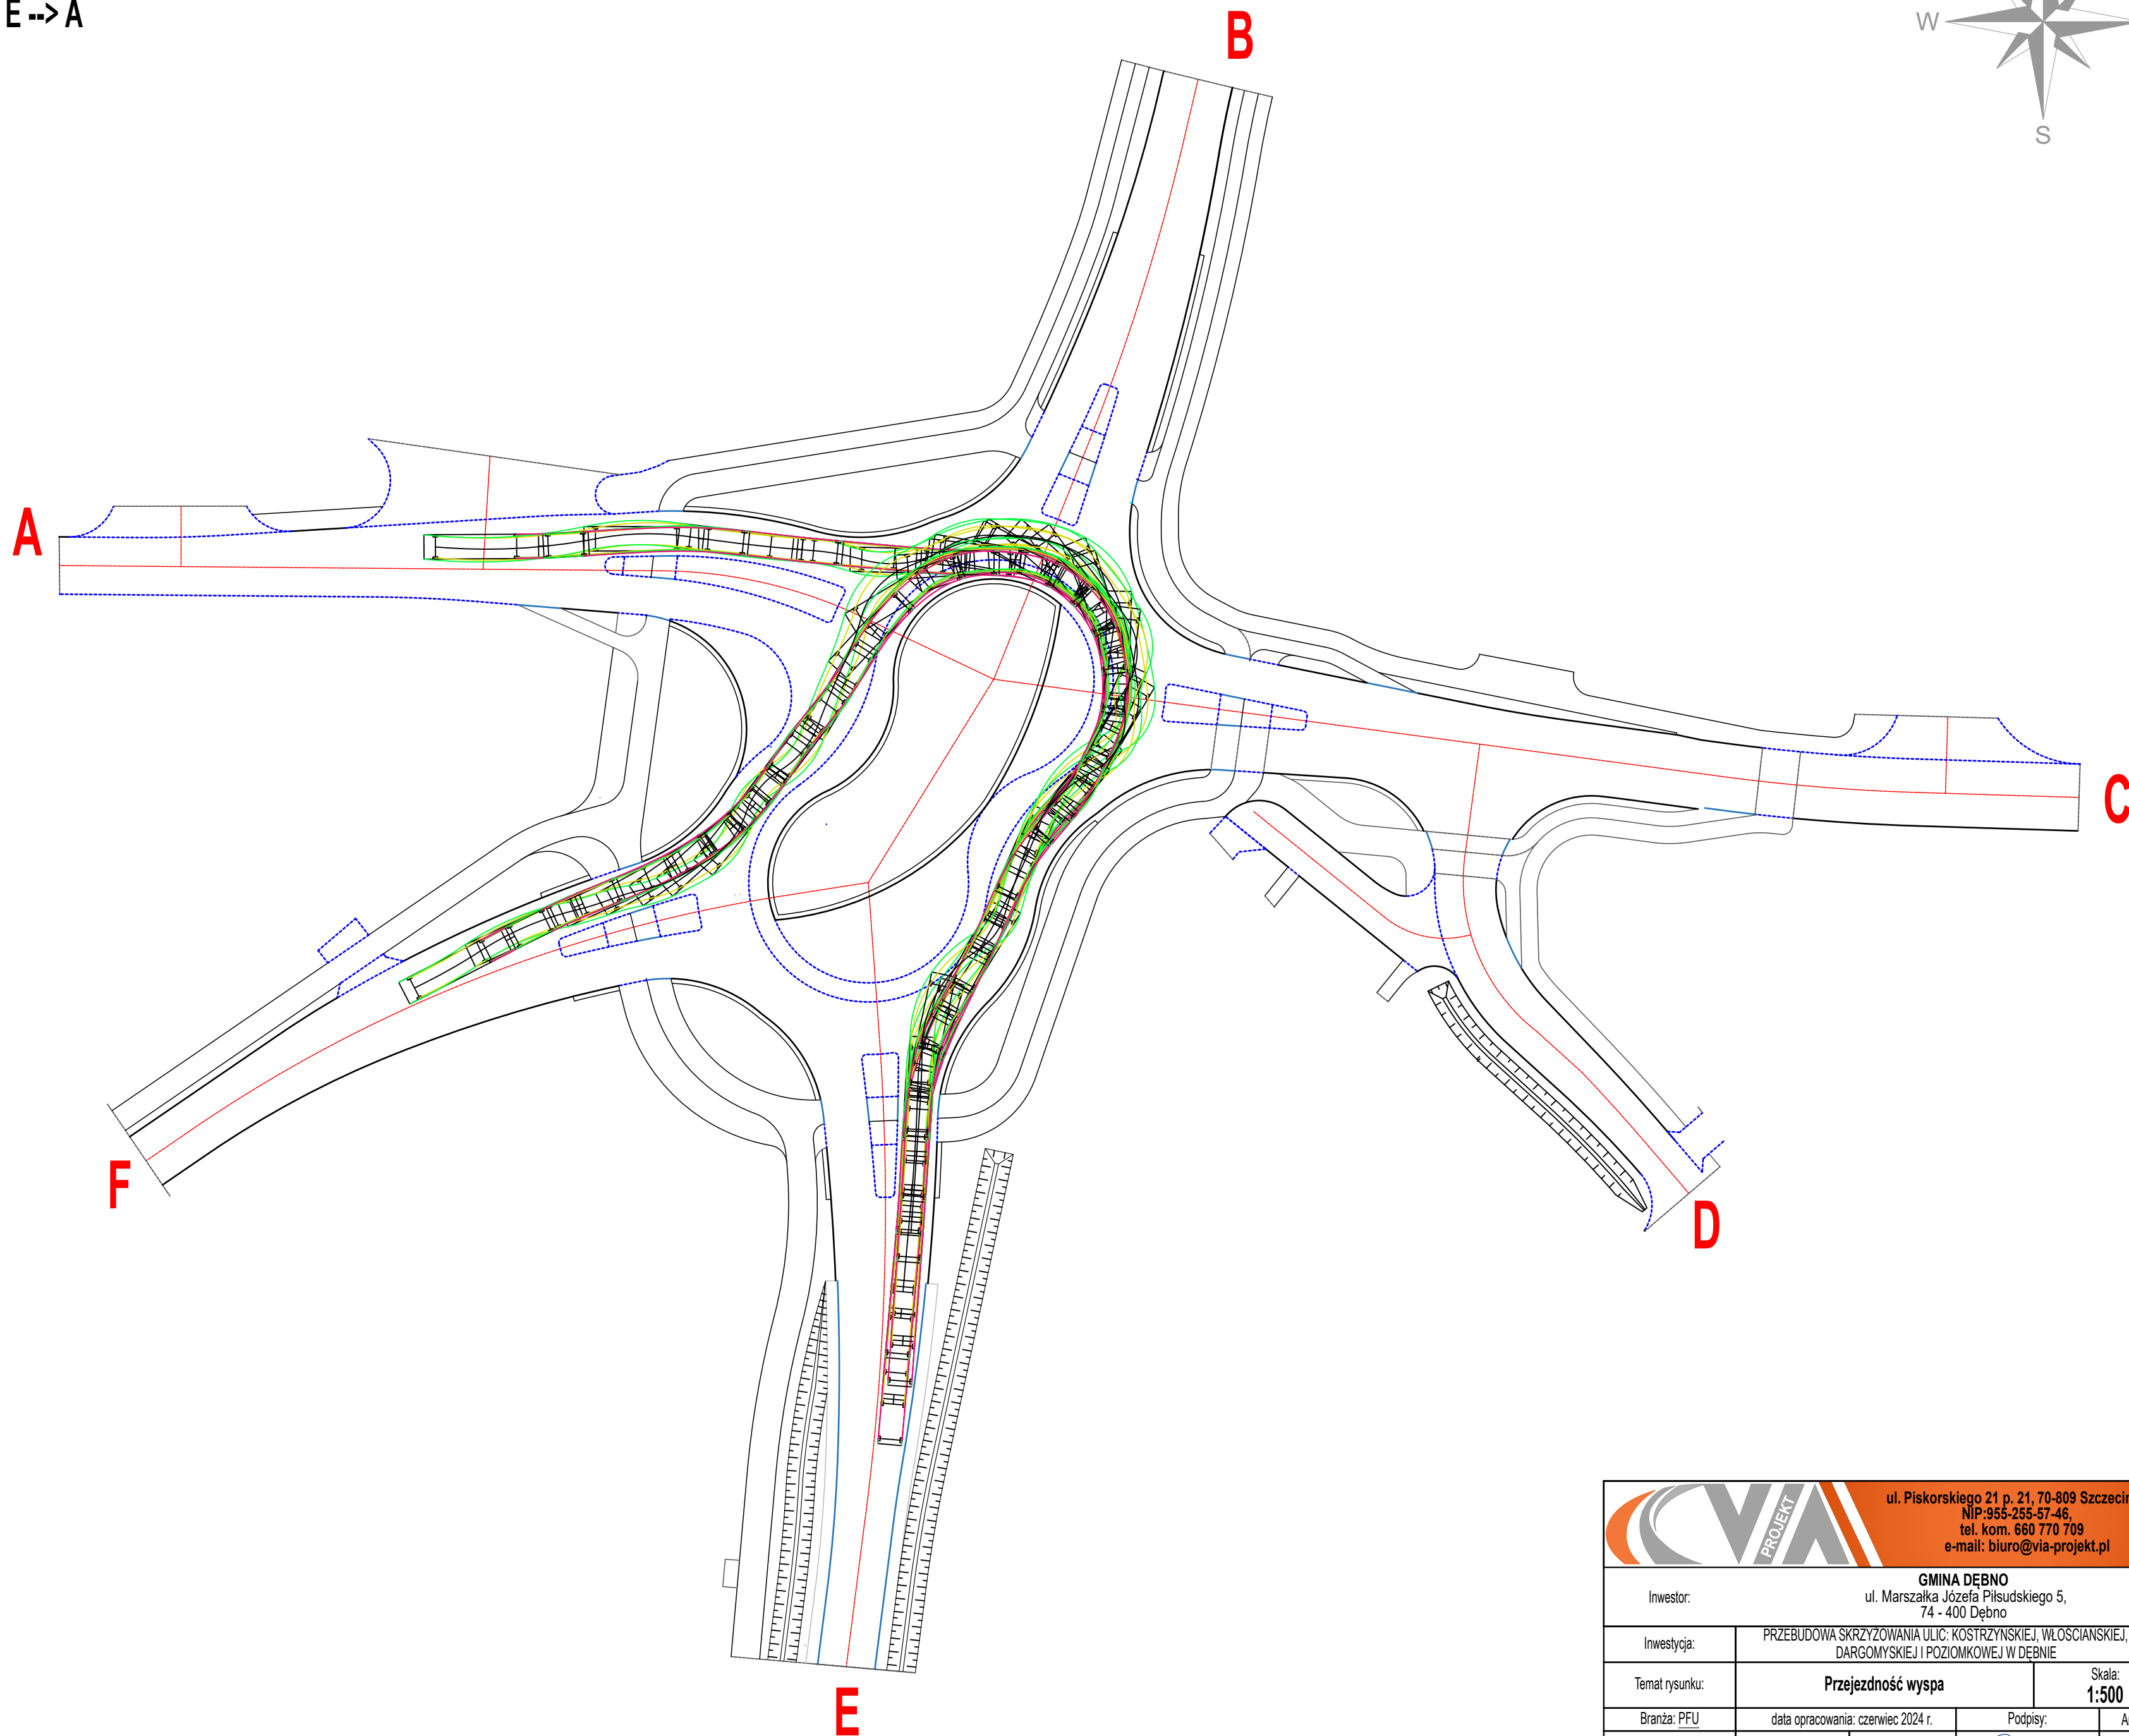 E --> A
B
W
S
A
C
F
D
E
VIA
PROJEKT
ul. Piskorskiego 21 p. 21, 70-809 Szczecin
NIP:955-255-57-46,
tel. kom. 660 770 709
e-mail: biuro@via-projekt.pl
Inwestor:
GMINA DĘBNO
ul. Marszałka Józefa Piłsudskiego 5,
74 - 400 Dębno
Inwestycja:
PRZEBUDOWA SKRZYŻOWANIA ULIC: KOSTRZYŃSKIEJ, WŁOŚCIAŃSKIEJ,
DARGOMYSKIEJ I POZIOMKOWEJ W DĘBNIE
Temat rysunku:
Przejezdność wyspa
Skala:
1:500
Branża: PFU
data opracowania: czerwiec 2024 r.
Podpisy: